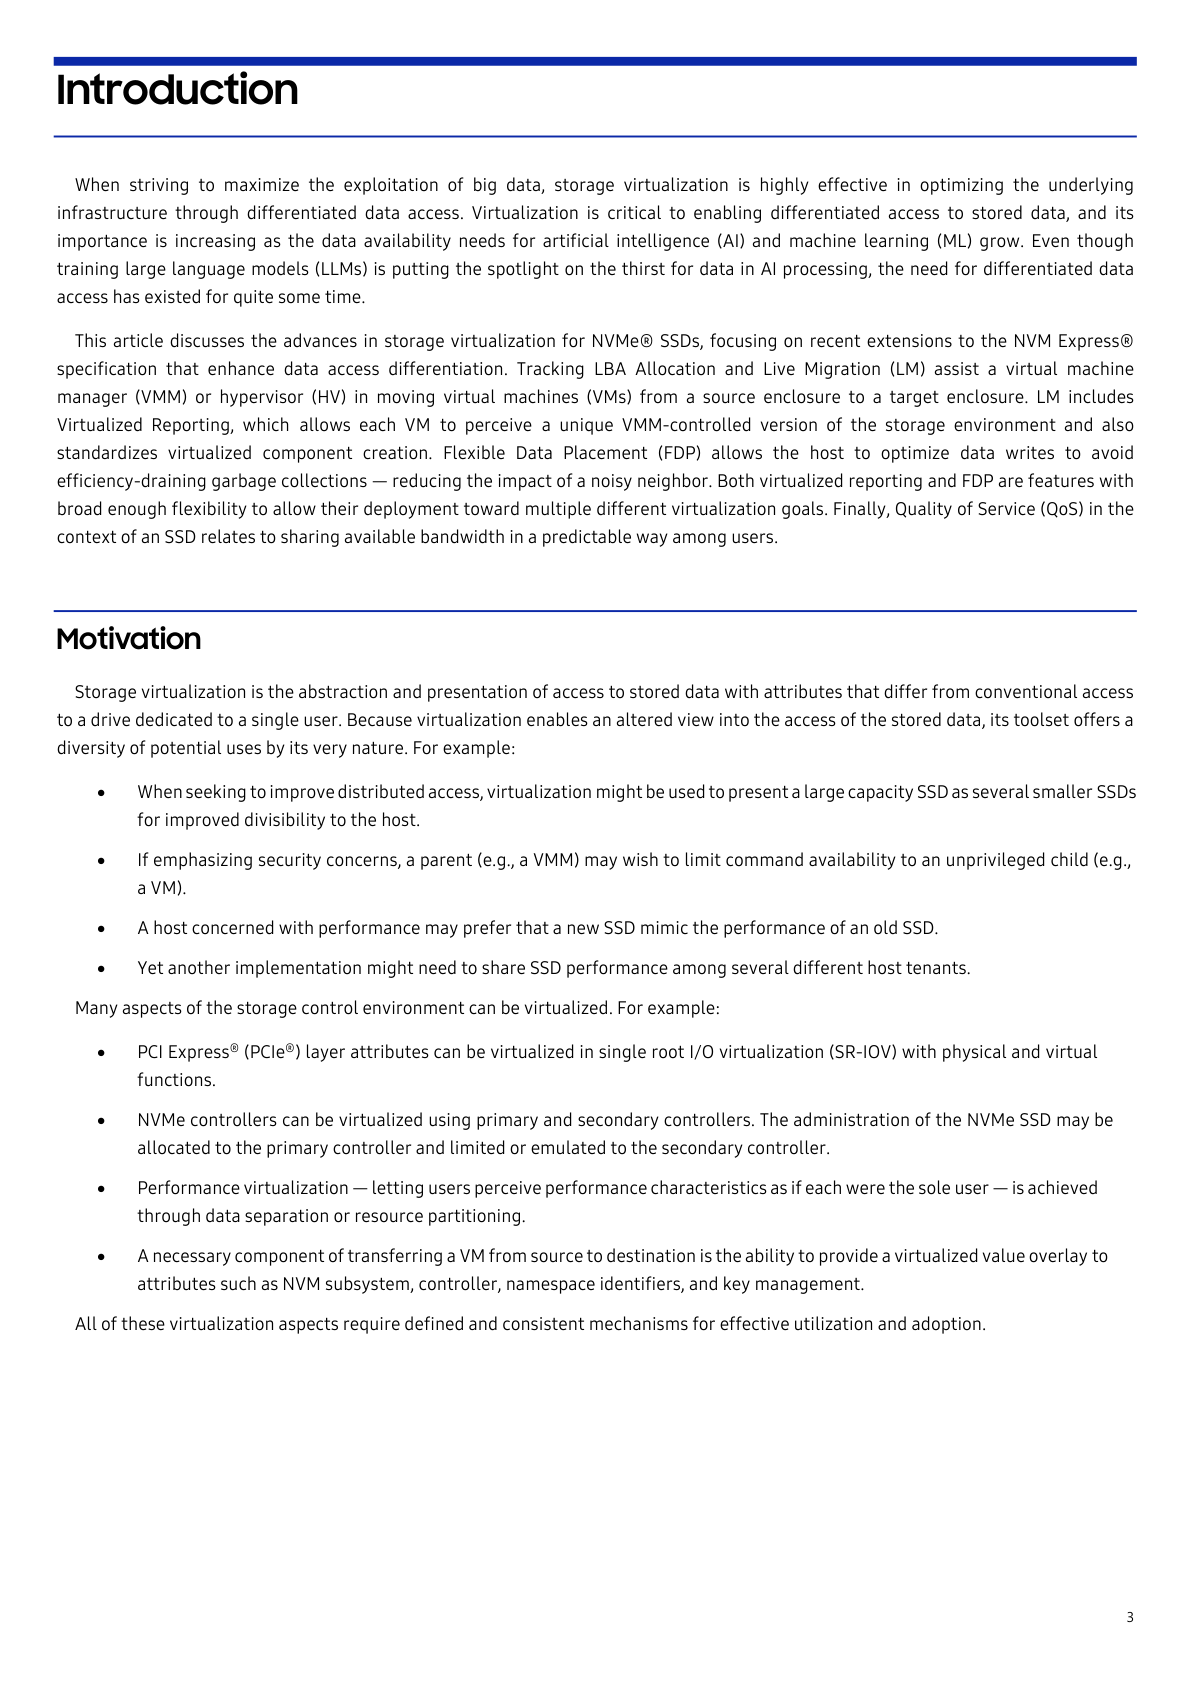 Introduction
When striving to maximize the exploitation of big data, storage virtualization is highly effective in optimizing the underlying
infrastructure through differentiated data access. Virtualization is critical to enabling differentiated access to stored data, and its
importance is increasing as the data availability needs for artificial intelligence (AI) and machine learning (ML) grow. Even though
training large language models (LLMs) is putting the spotlight on the thirst for data in AI processing, the need for differentiated data
access has existed for quite some time.
This article discusses the advances in storage virtualization for NVMe® SSDs, focusing on recent extensions to the NVM Express®
specification that enhance data access differentiation. Tracking LBA Allocation and Live Migration (LM) assist a virtual machine
manager (VMM) or hypervisor (HV) in moving virtual machines (VMs) from a source enclosure to a target enclosure. LM includes
Virtualized Reporting, which allows each VM to perceive a unique VMM-controlled version of the storage environment and also
standardizes virtualized component creation. Flexible Data Placement (FDP) allows the host to optimize data writes to avoid
efficiency-draining garbage collections — reducing the impact of a noisy neighbor. Both virtualized reporting and FDP are features with
broad enough flexibility to allow their deployment toward multiple different virtualization goals. Finally, Quality of Service (QoS) in the
context of an SSD relates to sharing available bandwidth in a predictable way among users.
Motivation
Storage virtualization is the abstraction and presentation of access to stored data with attributes that differ from conventional access
to a drive dedicated to a single user. Because virtualization enables an altered view into the access of the stored data, its toolset offers a
diversity of potential uses by its very nature. For example:
• When seeking to improve distributed access, virtualization might be used to present a large capacity SSD as several smaller SSDs
for improved divisibility to the host.
• If emphasizing security concerns, a parent (e.g., a VMM) may wish to limit command availability to an unprivileged child (e.g.,
a VM).
• A host concerned with performance may prefer that a new SSD mimic the performance of an old SSD.
• Yet another implementation might need to share SSD performance among several different host tenants.
Many aspects of the storage control environment can be virtualized. For example:
• PCI Express® (PCIe®) layer attributes can be virtualized in single root I/O virtualization (SR-IOV) with physical and virtual
functions.
• NVMe controllers can be virtualized using primary and secondary controllers. The administration of the NVMe SSD may be
allocated to the primary controller and limited or emulated to the secondary controller.
• Performance virtualization — letting users perceive performance characteristics as if each were the sole user — is achieved
through data separation or resource partitioning.
• A necessary component of transferring a VM from source to destination is the ability to provide a virtualized value overlay to
attributes such as NVM subsystem, controller, namespace identifiers, and key management.
All of these virtualization aspects require defined and consistent mechanisms for effective utilization and adoption.
3